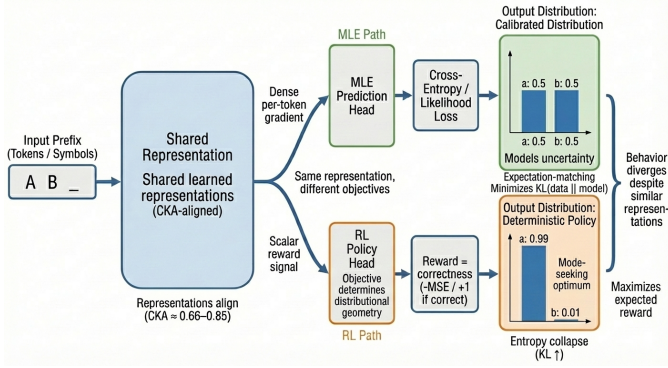 Input Prefix
(Tokens / Symbols)
A B _
Shared
Representation
Shared learned
representations
(CKA-aligned)
Representations align
(CKA ≈ 0.66–0.85)
Dense
per-token
gradient
Same representation,
different objectives
Scalar
reward
signal
MLE Path
MLE
Prediction
Head
Cross-
Entropy /
Likelihood
Loss
Output Distribution:
Calibrated Distribution
a: 0.5 b: 0.5
a: 0.5 b: 0.5
Models uncertainty
Expectation-matching
Minimizes KL(data || model)
RL
Policy
Head
Objective
determines
distributional
geometry
RL Path
Reward =
correctness
(-MSE / +1
if correct)
Output Distribution:
Deterministic Policy
a: 0.99
Mode-
seeking
optimum
b: 0.01
Entropy collapse
(KL ↑)
Behavior
diverges
despite
similar
represen-
tations
Maximizes
expected
reward